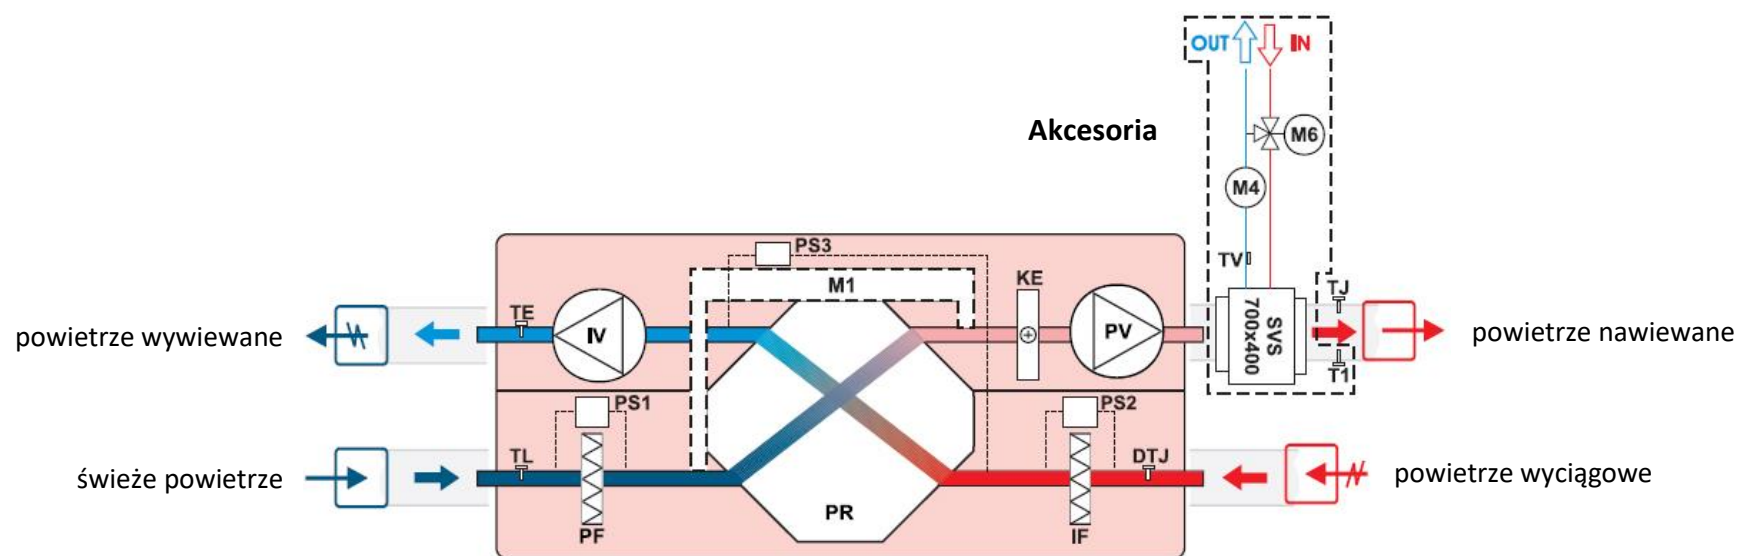 OUT IN
Akcesoria
M6
M4
PS3
TV
KE
M1
TJ
TE
IV
PV
SVS
700x400
powietrze wywiewane
powietrze nawiewane
T1
PS1
PS2
TL
DTJ
świeże powietrze
powietrze wyciągowe
PR
PF
IF